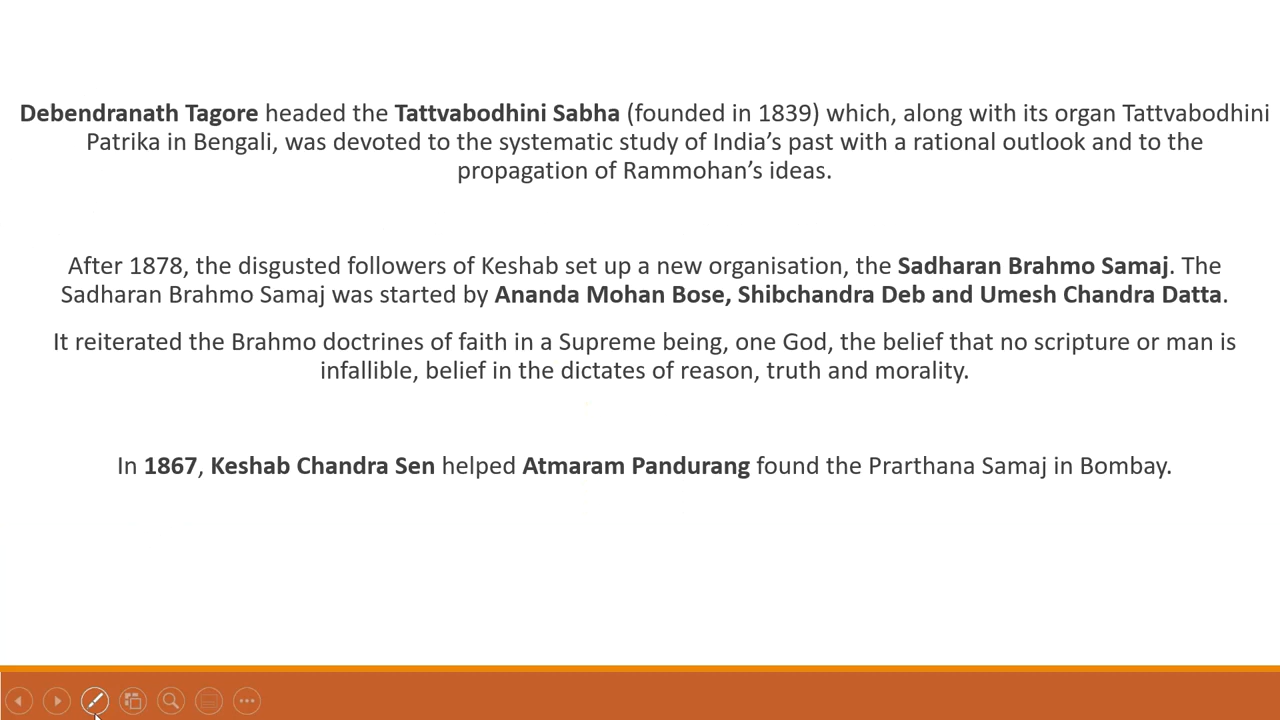 Debendranath Tagore headed the Tattvabodhini Sabha (founded in 1839) which, along with its organ Tattvabodhini
Patrika in Bengali, was devoted to the systematic study of India’s past with a rational outlook and to the
propagation of Rammohan’s ideas.
After 1878, the disgusted followers of Keshab set up a new organisation, the Sadharan Brahmo Samaj. The
Sadharan Brahmo Samaj was started by Ananda Mohan Bose, Shibchandra Deb and Umesh Chandra Datta.
It reiterated the Brahmo doctrines of faith in a Supreme being, one God, the belief that no scripture or man is
infallible, belief in the dictates of reason, truth and morality.
In 1867, Keshab Chandra Sen helped Atmaram Pandurang found the Prarthana Samaj in Bombay.